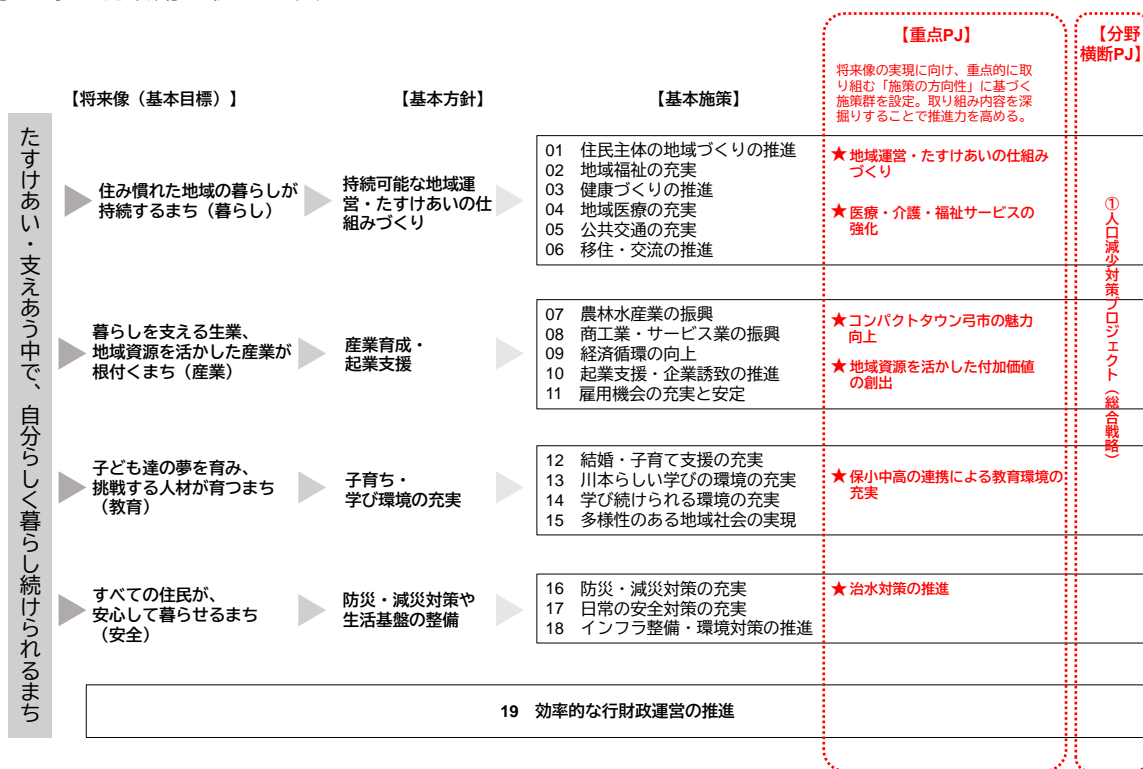 【重点PJ】
【分野
横断PJ】
将来像の実現に向け、重点的に取
り組む「施策の方向性」に基づく
施策群を設定。取り組み内容を深
掘りすることで推進力を高める。
【将来像（基本目標）】
【基本方針】
【基本施策】
たすけあい・支えあう中で、自分らしく暮らし続けられるまち
住み慣れた地域の暮らしが
持続するまち（暮らし）
持続可能な地域運
営・たすけあいの仕
組みづくり
01 住民主体の地域づくりの推進
02 地域福祉の充実
03 健康づくりの推進
04 地域医療の充実
05 公共交通の充実
06 移住・交流の推進
★地域運営・たすけあいの仕組み
づくり
★医療・介護・福祉サービスの
強化
①人口減少対策プロジェクト（総合戦略）
暮らしを支える生業、
地域資源を活かした産業が
根付くまち（産業）
産業育成・
起業支援
07 農林水産業の振興
08 商工業・サービス業の振興
09 経済循環の向上
10 起業支援・企業誘致の推進
11 雇用機会の充実と安定
★コンパクトタウン弓市の魅力
向上
★地域資源を活かした付加価値
の創出
子ども達の夢を育み、
挑戦する人材が育つまち
（教育）
子育ち・
学び環境の充実
12 結婚・子育て支援の充実
13 川本らしい学びの環境の充実
14 学び続けられる環境の充実
15 多様性のある地域社会の実現
★保小中高の連携による教育環境の
充実
すべての住民が、
安心して暮らせるまち
（安全）
防災・減災対策や
生活基盤の整備
16 防災・減災対策の充実
17 日常の安全対策の充実
18 インフラ整備・環境対策の推進
★治水対策の推進
19 効率的な行財政運営の推進